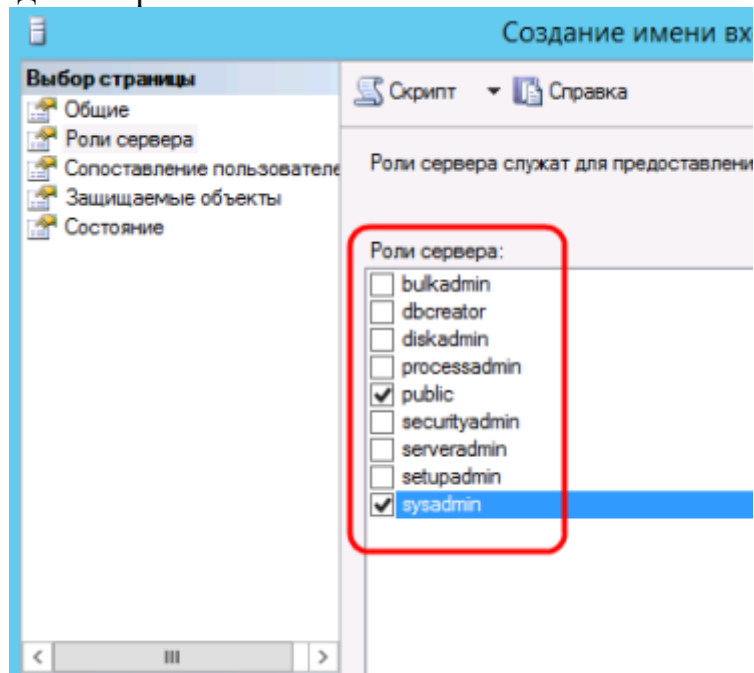 Создание имени вх
Выбор страницы
Общие
Роли сервера
Сопоставление пользователе
Защищаемые объекты
Состояние
Скрипт
Справка
Роли сервера служат для предоставлени
Роли сервера:
bulkadmin
dbcreator
diskadmin
processadmin
public
securityadmin
serveradmin
setupadmin
sysadmin